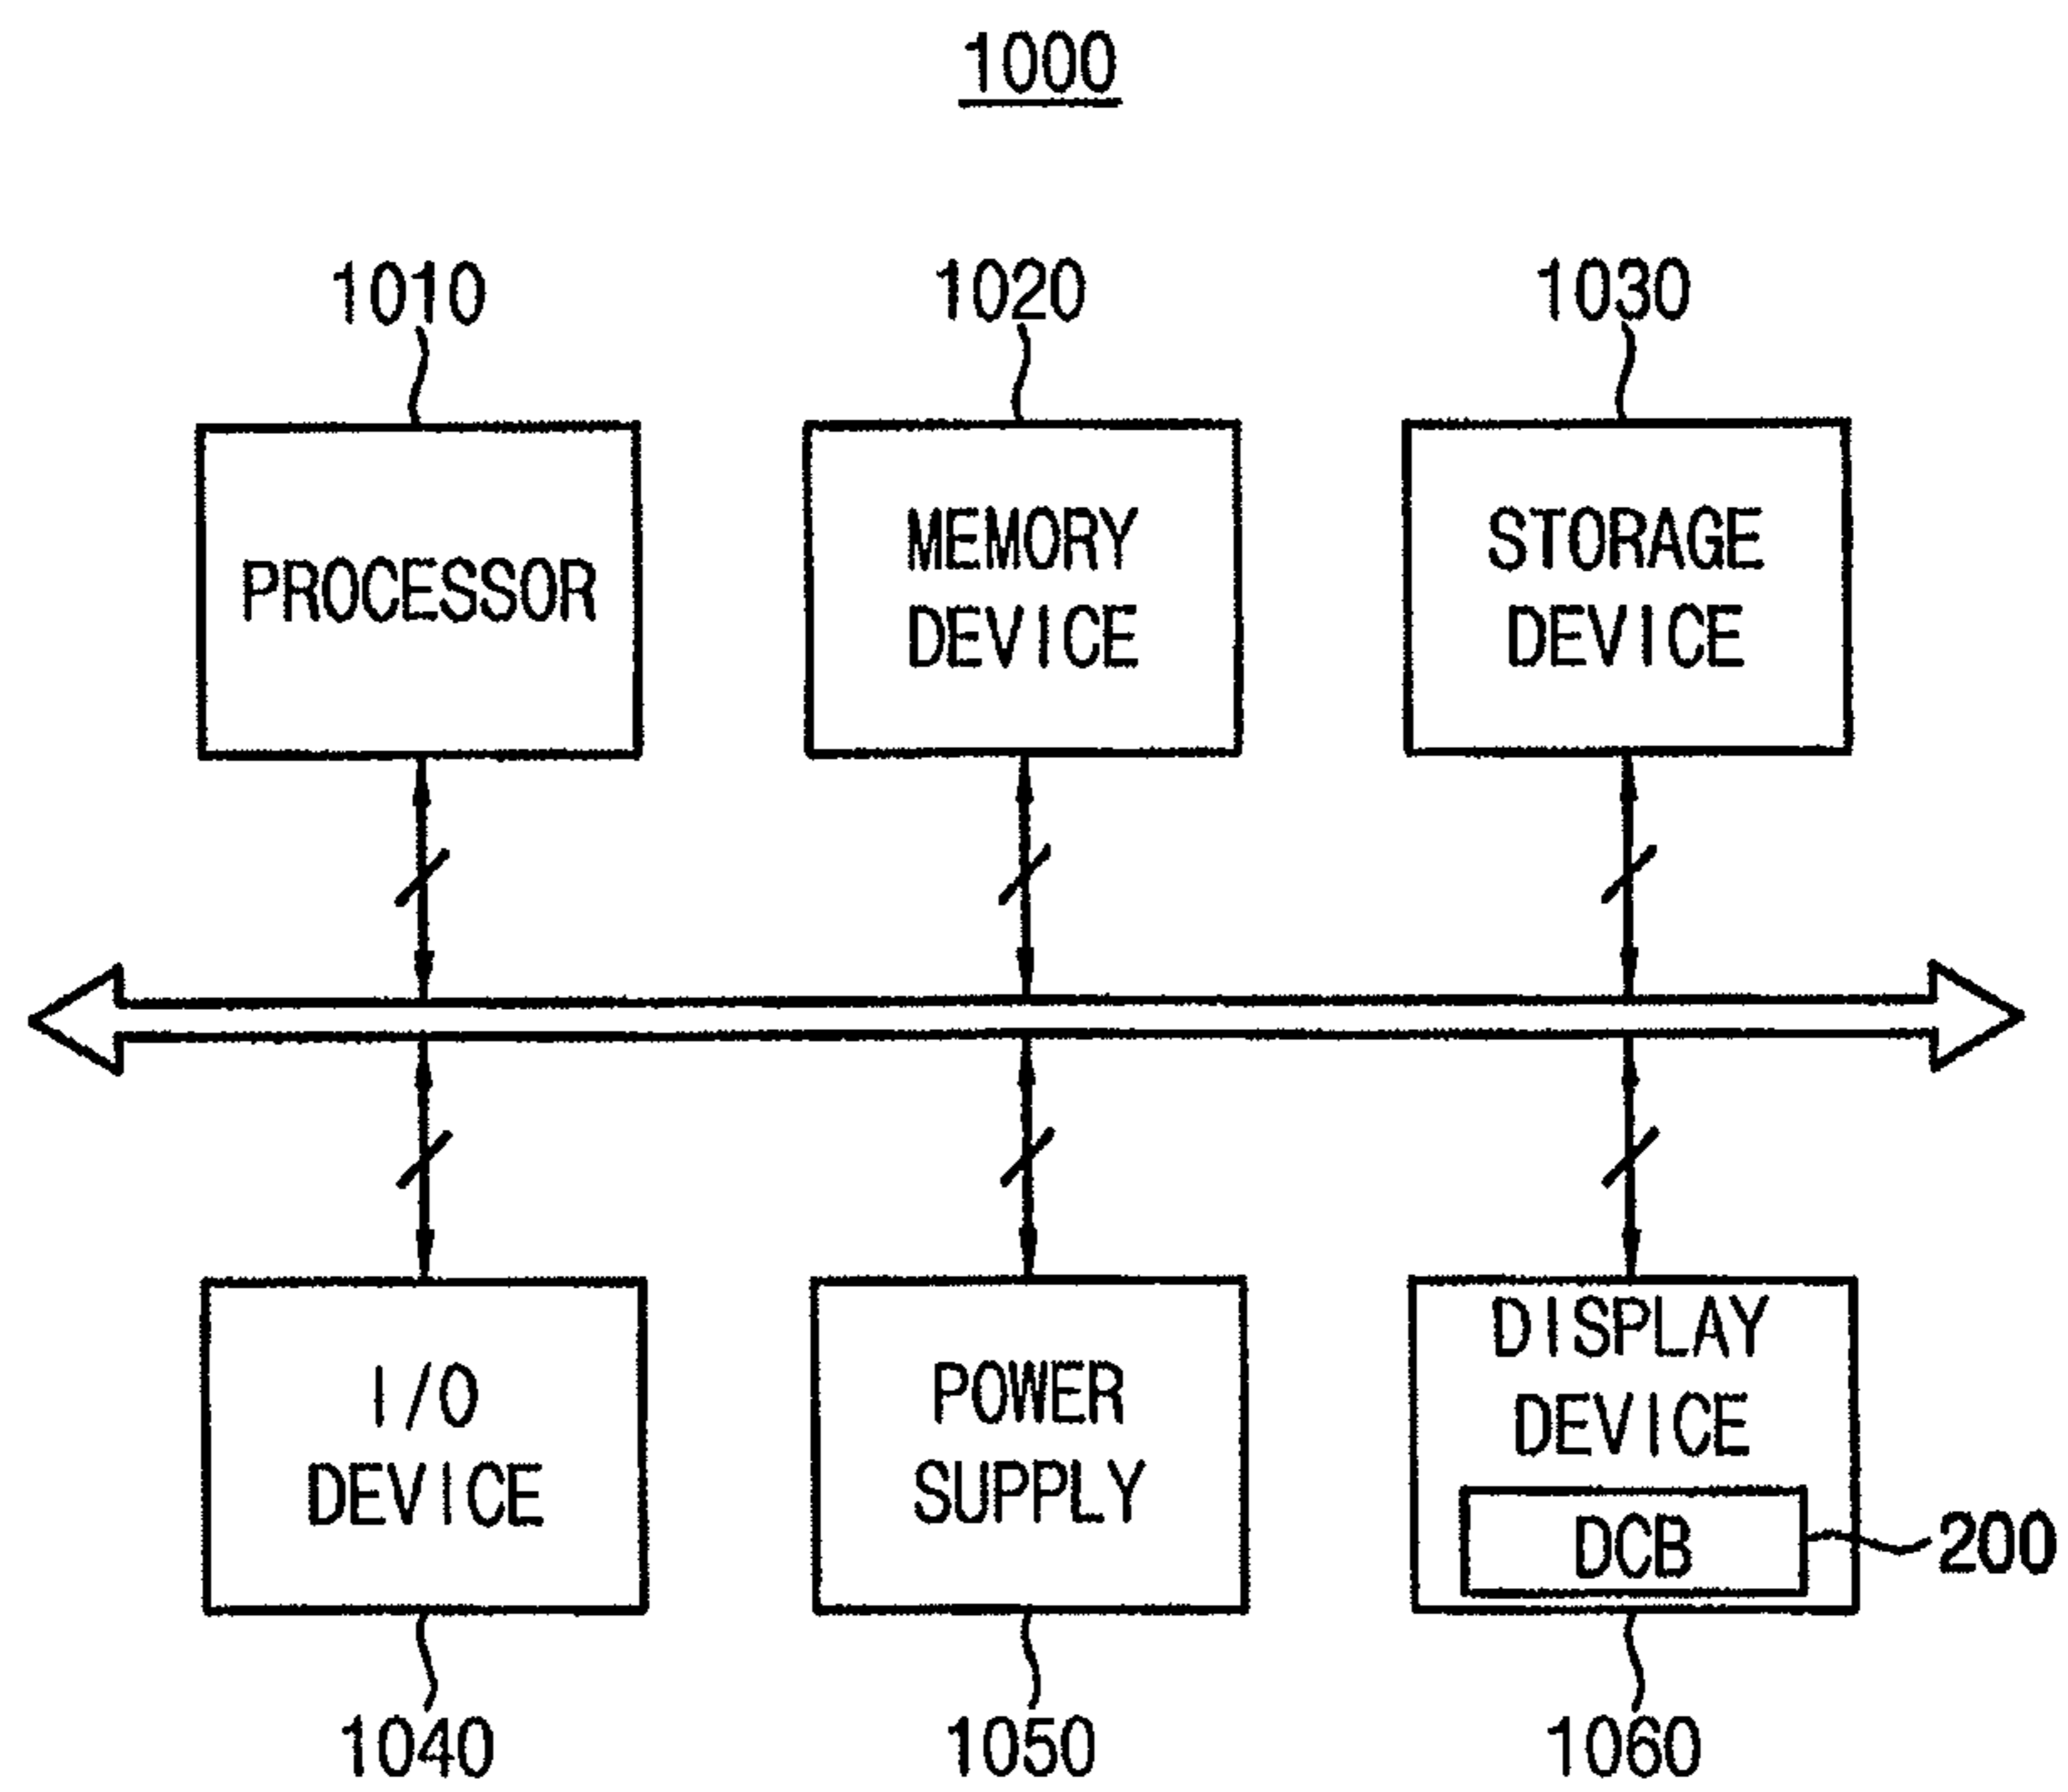 1000
1010
1020
1030
PROCESSOR
MEMORY
DEVICE
STORAGE
DEVICE
I/O
DEVICE
POWER
SUPPLY
DISPLAY
DEVICE
DCB
200
1040
1050
1060